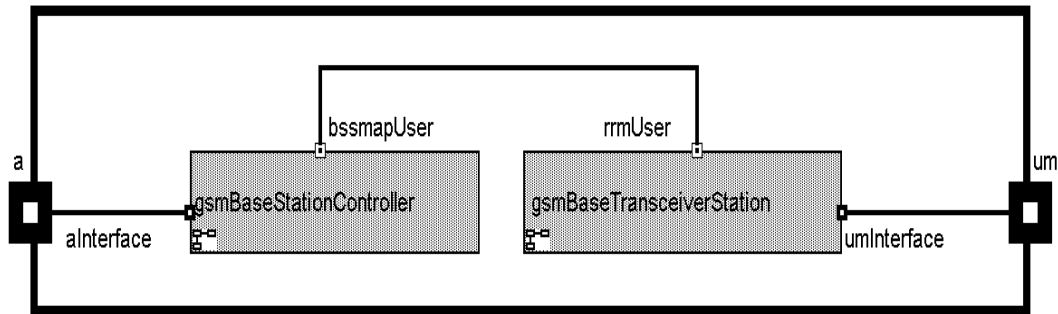 bssmapUser
rrmUser
a
um
gsmBaseStationController
gsmBaseTransceiverStation
aInterface
umInterface